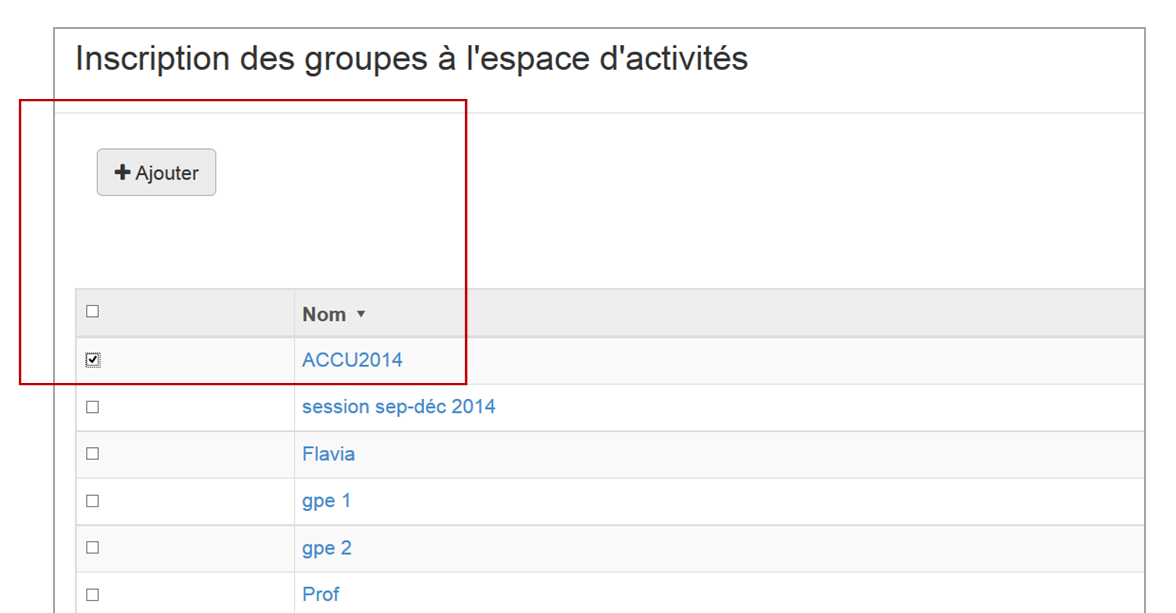 Inscription des groupes à l'espace d'activités
Ajouter
Nom
ACCU2014
session sep-déc 2014
Flavia
gpe 1
gpe 2
Prof